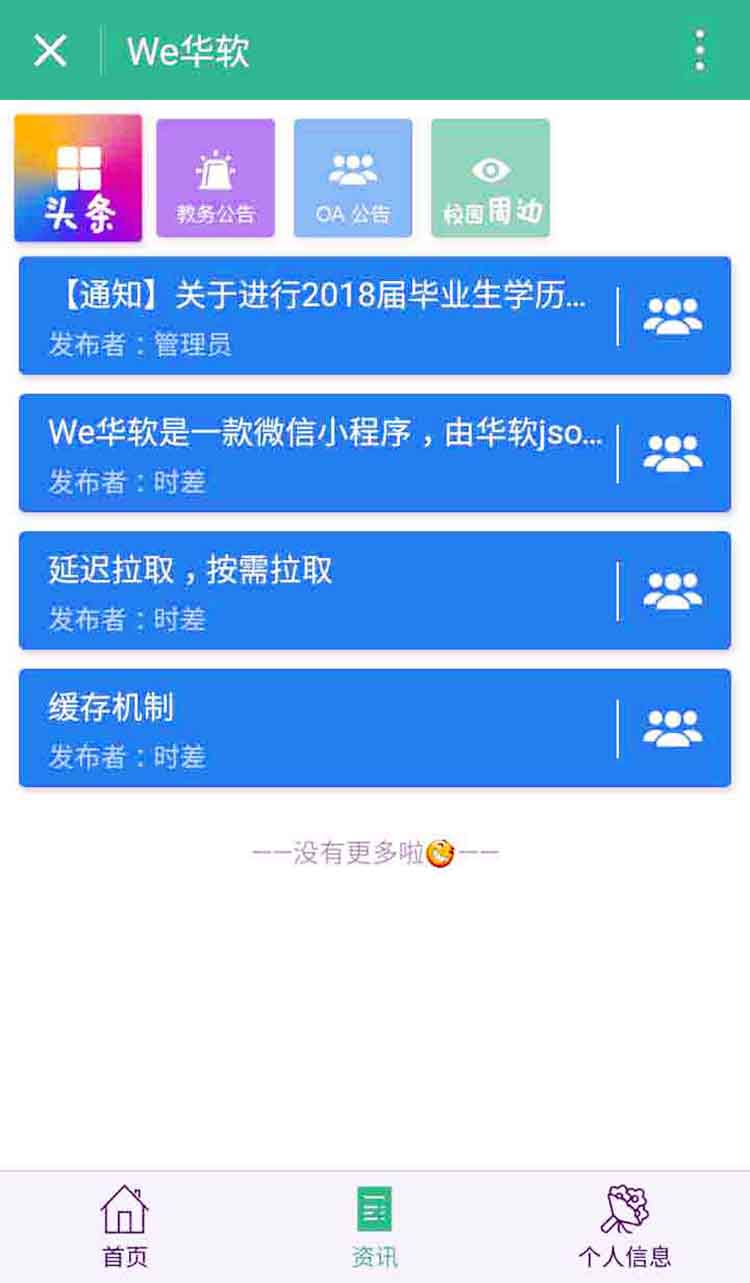 We华软
头条
教务公告
OA 公告
校园周边
【通知】关于进行2018届毕业生学历...
发布者：管理员
We华软是一款微信小程序，由华软jso...
发布者：时差
延迟拉取，按需拉取
发布者：时差
缓存机制
发布者：时差
——没有更多啦——
首页
资讯
个人信息